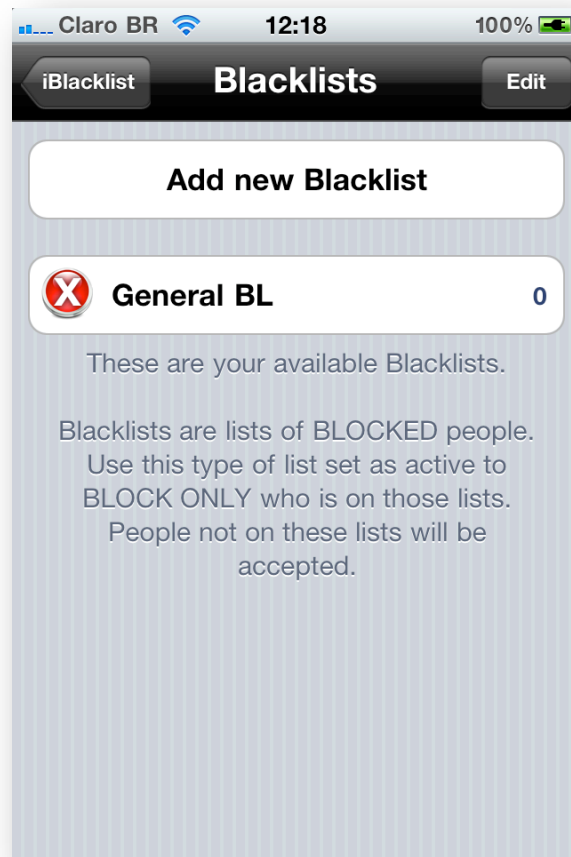 Claro BR 12:18 100%
iBlacklist Blacklists Edit
Add new Blacklist
General BL 0
These are your available Blacklists.
Blacklists are lists of BLOCKED people.
Use this type of list set as active to
BLOCK ONLY who is on those lists.
People not on these lists will be
accepted.